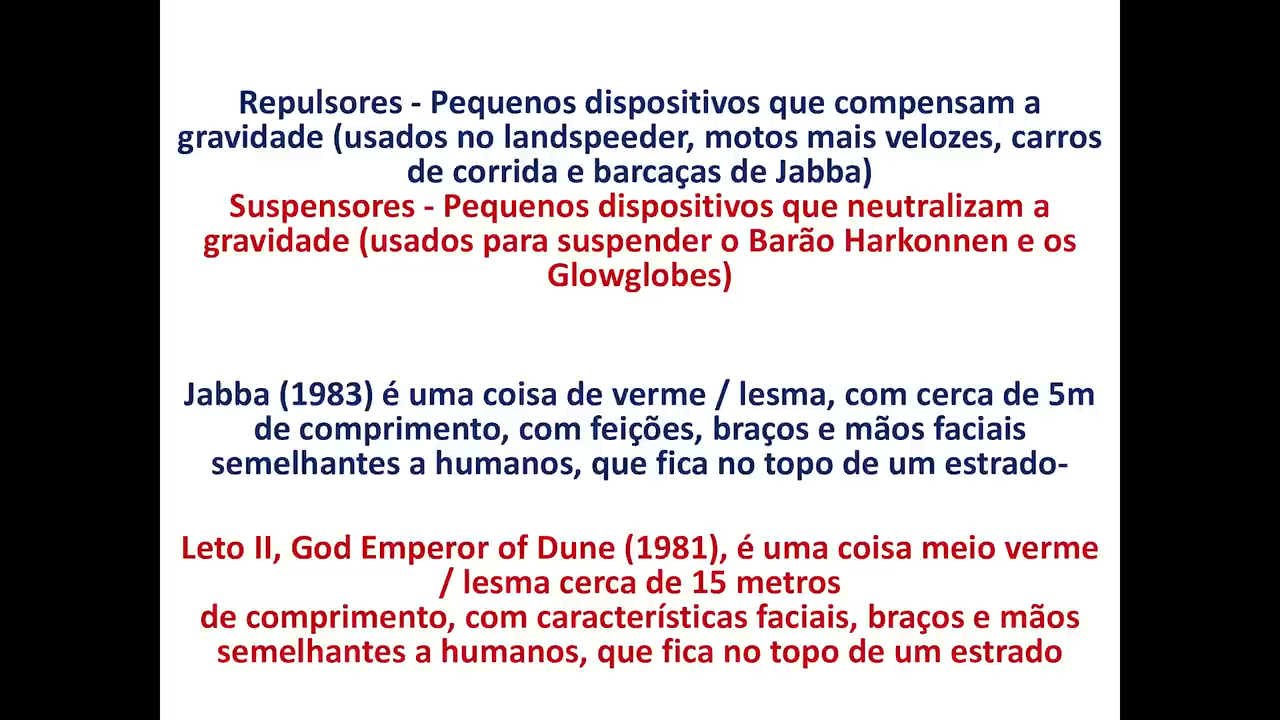 Repulsores - Pequenos dispositivos que compensam a
gravidade (usados no landspeeder, motos mais velozes, carros
de corrida e barcaças de Jabba)
Suspensores - Pequenos dispositivos que neutralizam a
gravidade (usados para suspender o Barão Harkonnen e os
Glowglobes)
Jabba (1983) é uma coisa de verme / lesma, com cerca de 5m
de comprimento, com feições, braços e mãos faciais
semelhantes a humanos, que fica no topo de um estrado-
Leto II, God Emperor of Dune (1981), é uma coisa meio verme
/ lesma cerca de 15 metros
de comprimento, com características faciais, braços e mãos
semelhantes a humanos, que fica no topo de um estrado